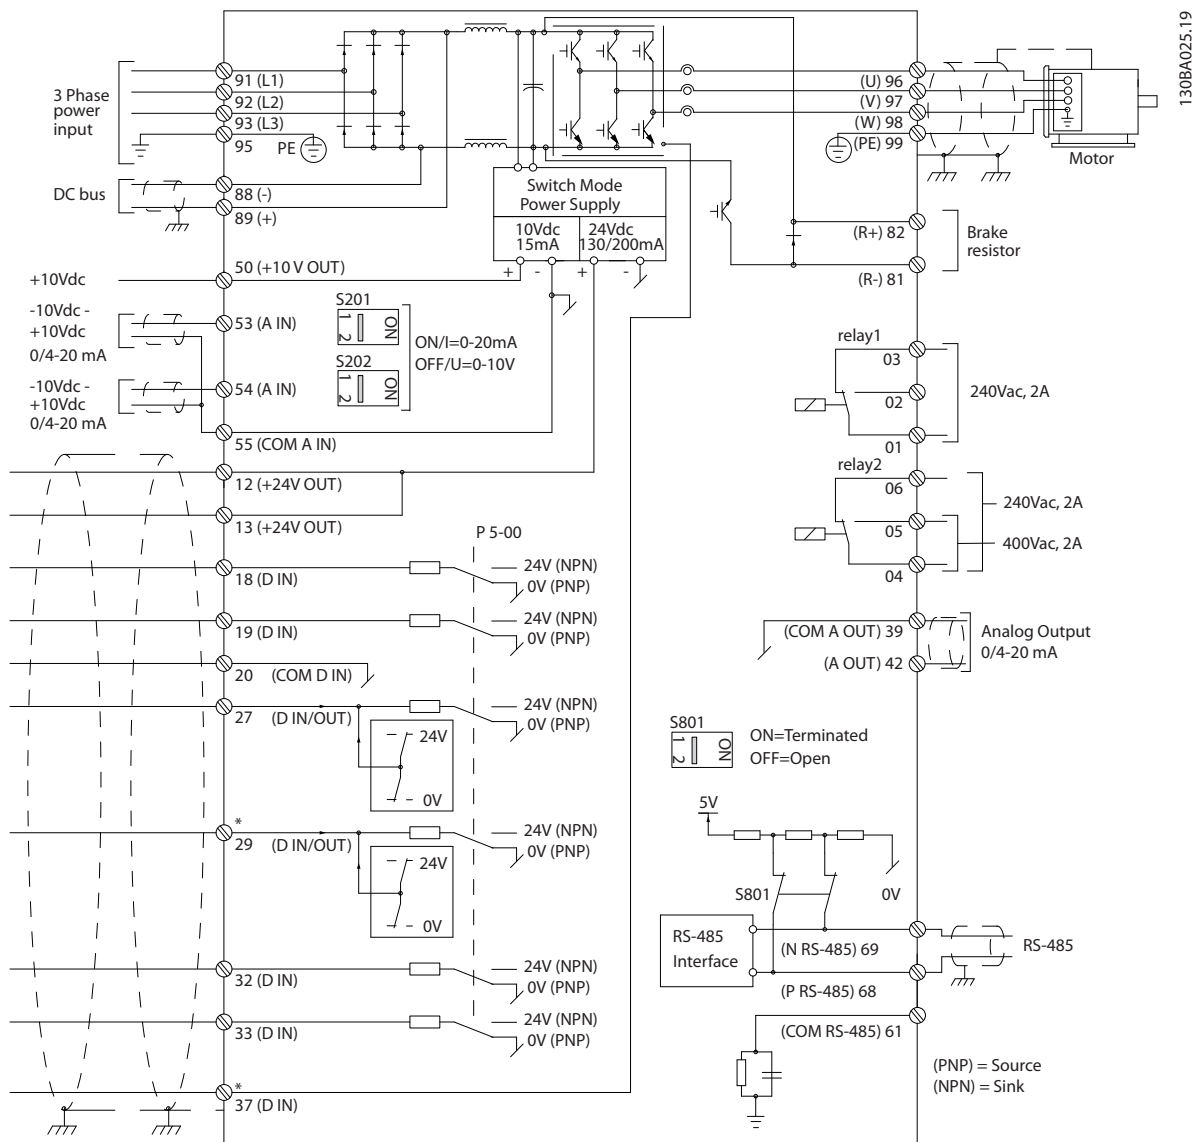 130BA025.19
3 Phase
power
input
91 (L1)
92 (L2)
93 (L3)
95
PE
DC bus
88 (-)
89 (+)
+10Vdc
50 (+10 V OUT)
-10Vdc -
+10Vdc
0/4-20 mA
53 (A IN)
-10Vdc -
+10Vdc
0/4-20 mA
54 (A IN)
55 (COM A IN)
12 (+24V OUT)
13 (+24V OUT)
18 (D IN)
19 (D IN)
20 (COM D IN)
27 (D IN/OUT)
24V
0V
*
29 (D IN/OUT)
24V
0V
32 (D IN)
33 (D IN)
*
37 (D IN)
Switch Mode
Power Supply
10Vdc
15mA
24Vdc
130/200mA
+ - + -
S201
1 2 ON
S202
1 2 ON
ON/I=0-20mA
OFF/U=0-10V
P 5-00
24V (NPN)
0V (PNP)
24V (NPN)
0V (PNP)
24V (NPN)
0V (PNP)
24V (NPN)
0V (PNP)
24V (NPN)
0V (PNP)
24V (NPN)
0V (PNP)
(U) 96
(V) 97
(W) 98
(PE) 99
Motor
(R+) 82
(R-) 81
Brake
resistor
relay1
03
02
01
240Vac, 2A
relay2
06
05
04
240Vac, 2A
400Vac, 2A
(COM A OUT) 39
(A OUT) 42
Analog Output
0/4-20 mA
S801
1 2 ON
ON=Terminated
OFF=Open
5V
S801
0V
RS-485
Interface
(N RS-485) 69
(P RS-485) 68
(COM RS-485) 61
RS-485
(PNP) = Source
(NPN) = Sink